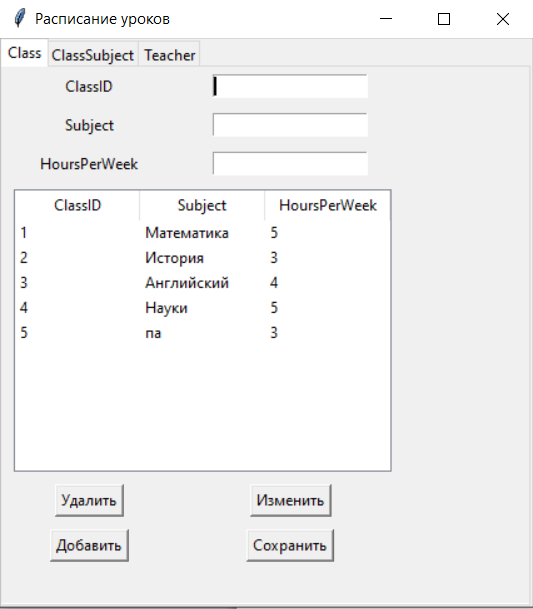 Расписание уроков
Class ClassSubject Teacher
ClassID
Subject
HoursPerWeek
ClassID Subject HoursPerWeek
1 Математика 5
2 История 3
3 Английский 4
4 Науки 5
5 па 3
Удалить Изменить
Добавить Сохранить